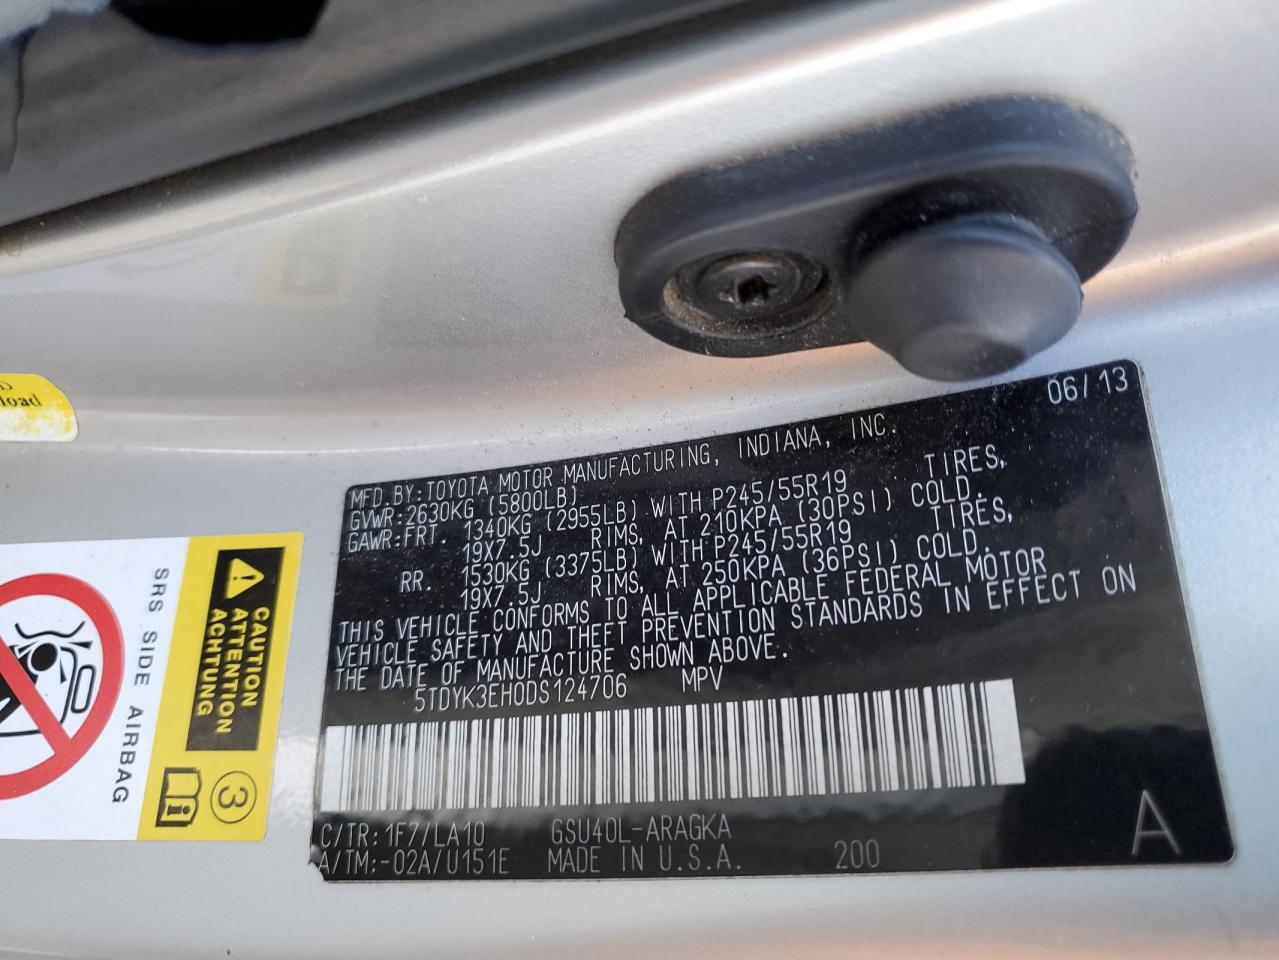 06/13
MFD.BY:TOYOTA MOTOR MANUFACTURING, INDIANA, INC.
GVWR:2630KG (5800LB)
GAWR:FRT. 1340KG (2955LB) WITH P245/55R19 TIRES,
19X7.5J RIMS, AT 210KPA (30PSI) COLD.
RR. 1530KG (3375LB) WITH P245/55R19 TIRES,
19X7.5J RIMS, AT 250KPA (36PSI) COLD.
THIS VEHICLE CONFORMS TO ALL APPLICABLE FEDERAL MOTOR
VEHICLE SAFETY AND THEFT PREVENTION STANDARDS IN EFFECT ON
THE DATE OF MANUFACTURE SHOWN ABOVE.
5TDYK3EH0DS124706 MPV
C/TR: 1F7/LA10 GSU40L-ARAGKA
A/TM:-02A/U151E MADE IN U.S.A. 200
A
load
CAUTION
ATTENTION
ACHTUNG
SRS SIDE AIRBAG
i
3